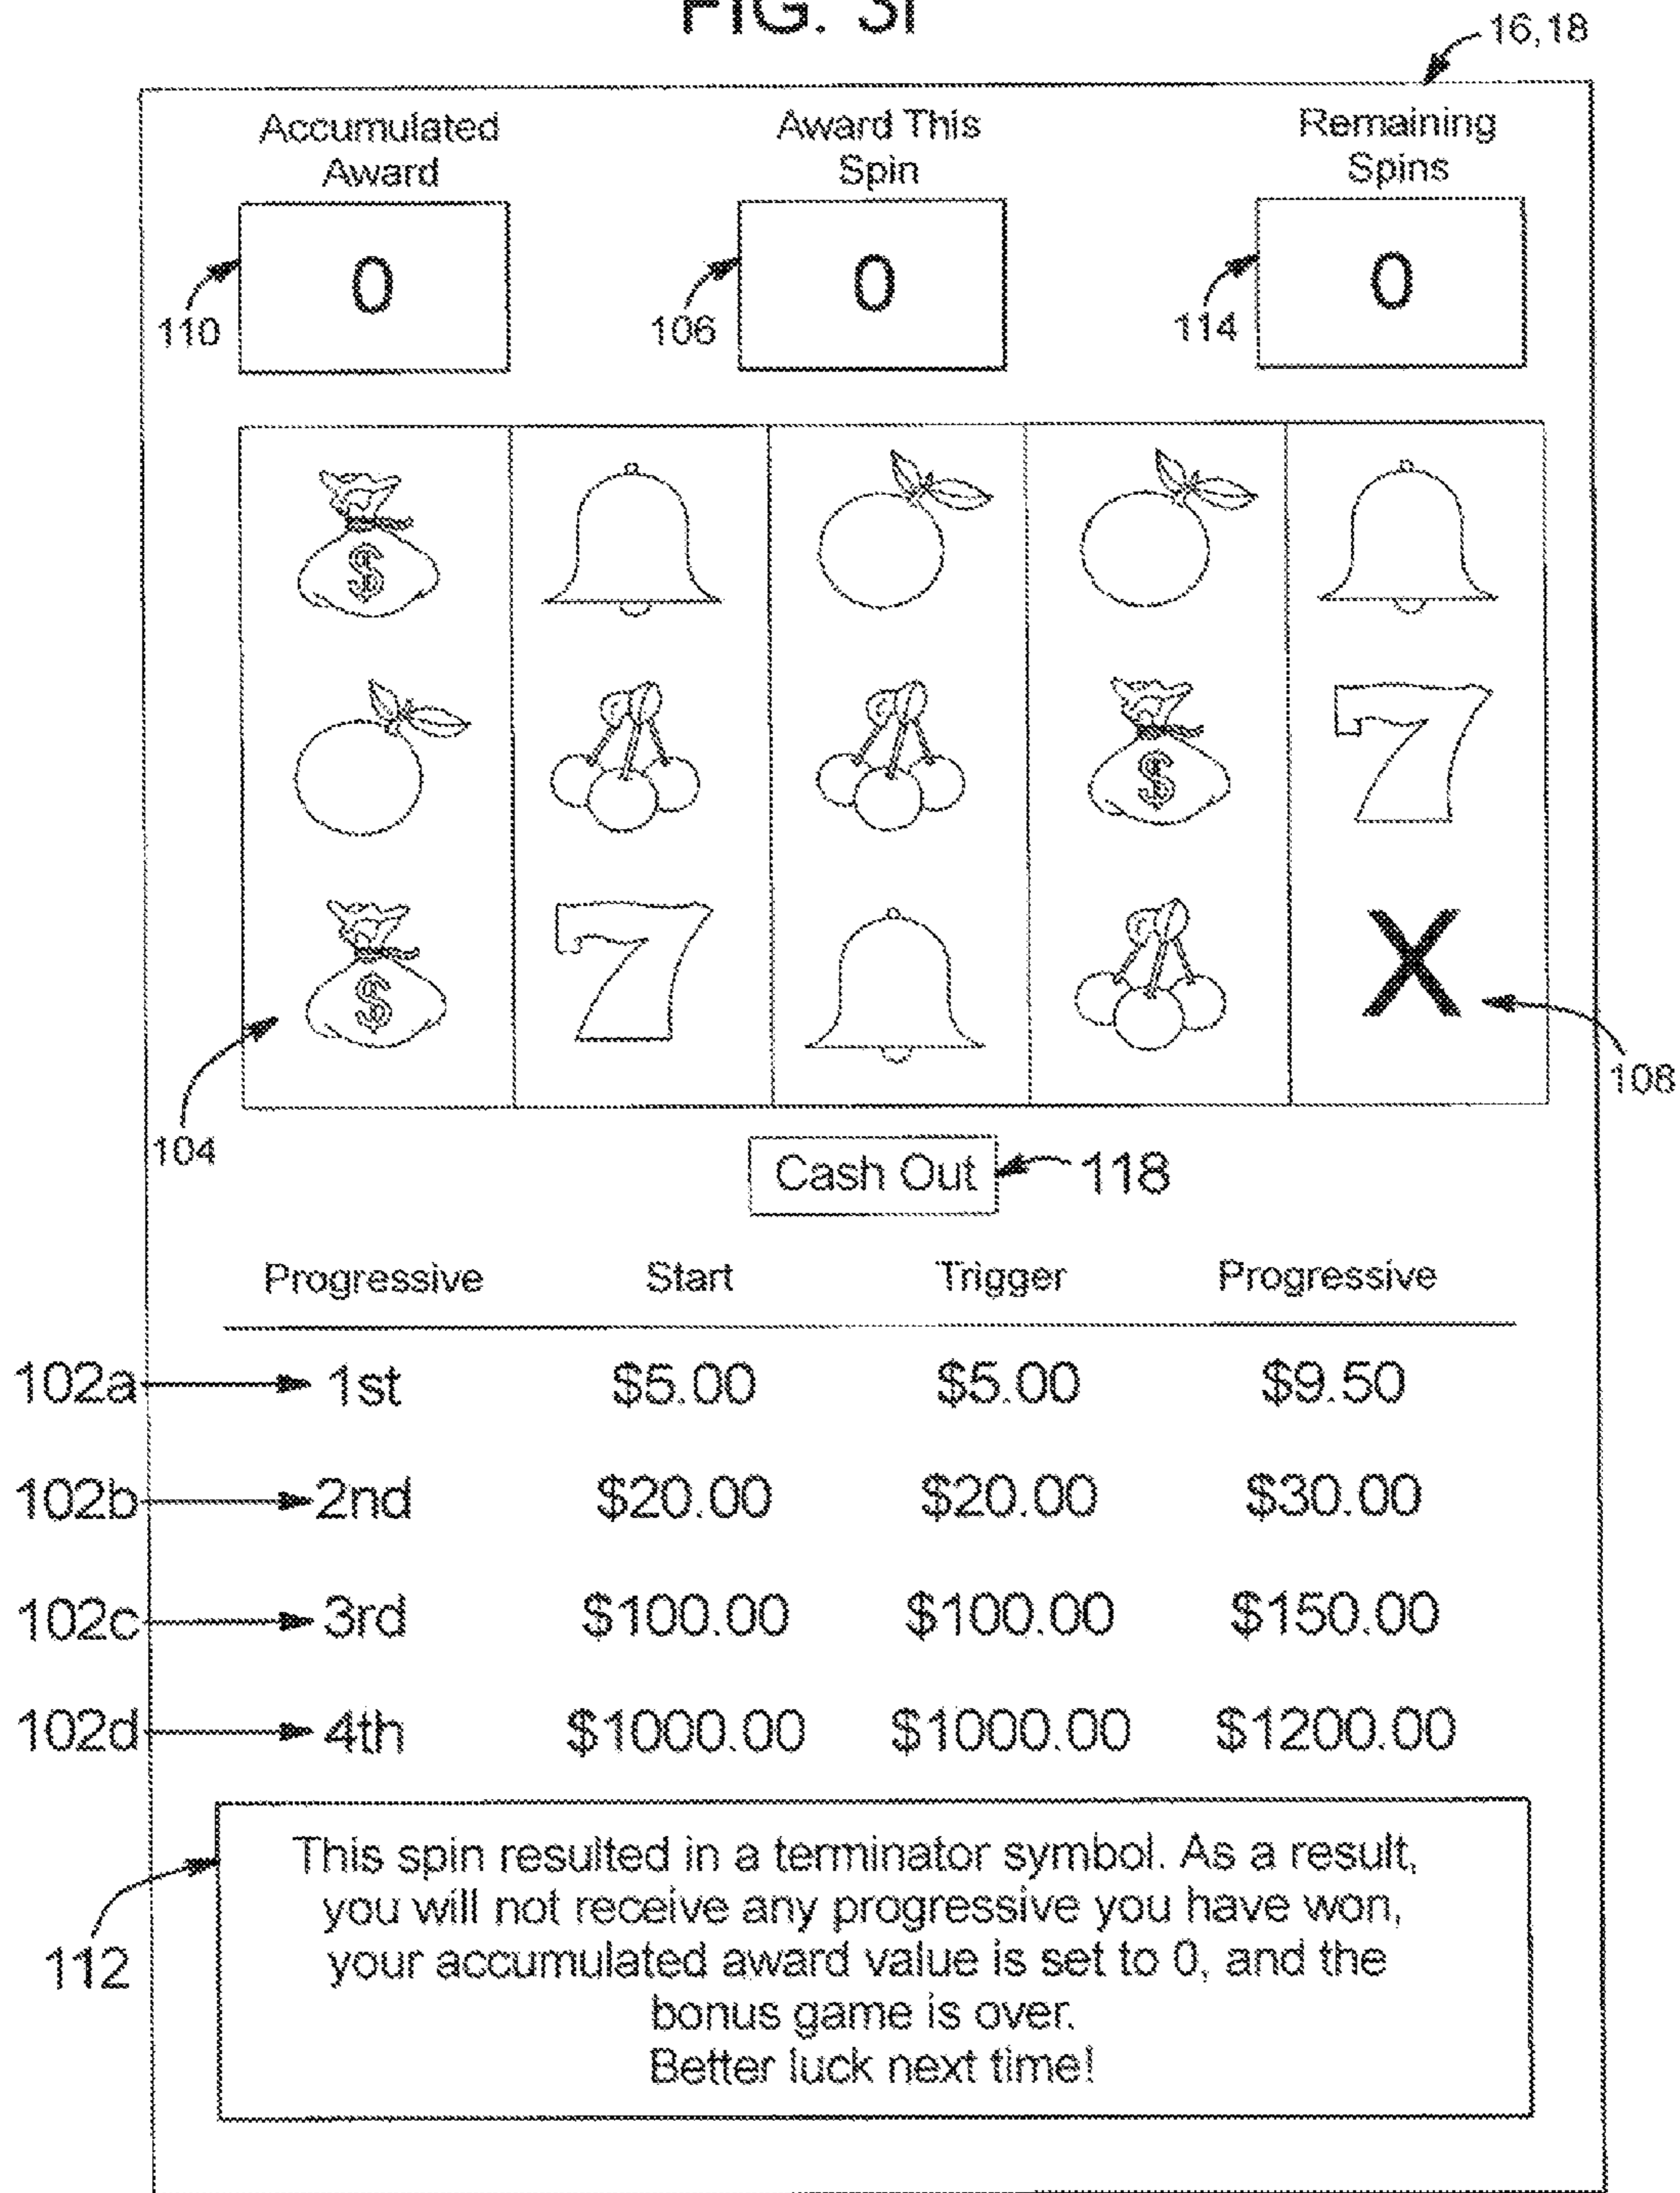 FIG. 3I
16,18
Accumulated Award This Remaining
Award Spin Spins
0 0 0
110 106 114
$
7
$
$ 7 X
108
104
Cash Out 118
Progressive Start Trigger Progressive
102a 1st $5.00 $5.00 $9.50
102b 2nd $20.00 $20.00 $30.00
102c 3rd $100.00 $100.00 $150.00
102d 4th $1000.00 $1000.00 $1200.00
This spin resulted in a terminator symbol. As a result,
you will not receive any progressive you have won,
your accumulated award value is set to 0, and the
bonus game is over.
Better luck next time!
112